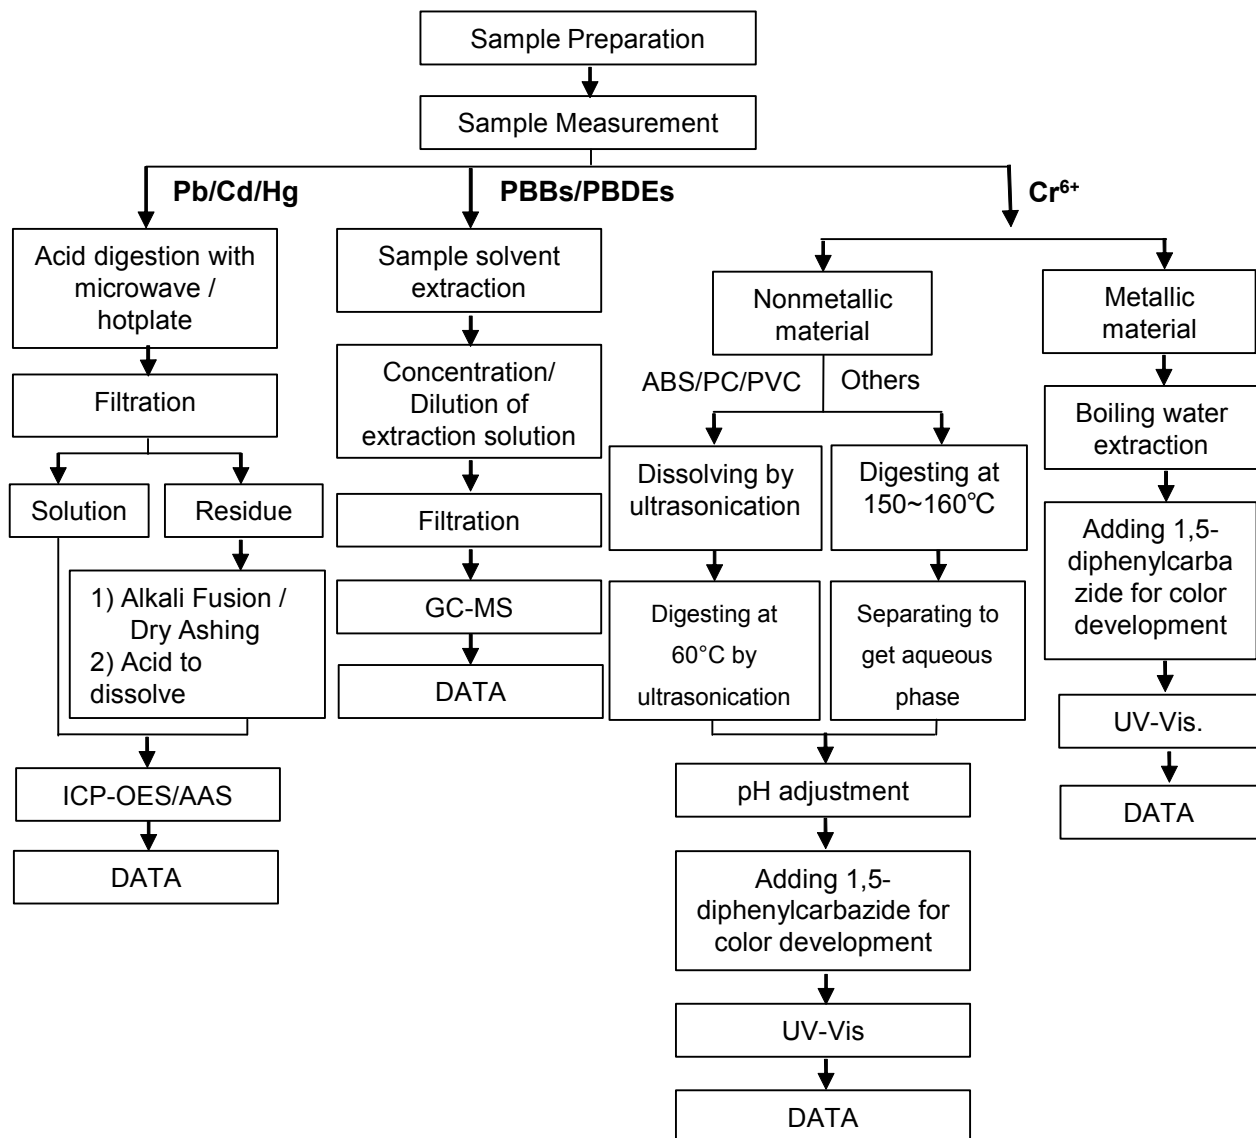 Sample Preparation
Sample Measurement
Pb/Cd/Hg
PBBs/PBDEs
Cr⁶⁺
Acid digestion with
microwave /
hotplate
Filtration
Solution
Residue
1) Alkali Fusion /
Dry Ashing
2) Acid to
dissolve
ICP-OES/AAS
DATA
Sample solvent
extraction
Concentration/
Dilution of
extraction solution
Filtration
GC-MS
DATA
Nonmetallic
material
ABS/PC/PVC
Others
Dissolving by
ultrasonication
Digesting at
60°C by
ultrasonication
Digesting at
150~160℃
Separating to
get aqueous
phase
pH adjustment
Adding 1,5-
diphenylcarbazide for
color development
UV-Vis
DATA
Metallic
material
Boiling water
extraction
Adding 1,5-
diphenylcarba
zide for color
development
UV-Vis.
DATA